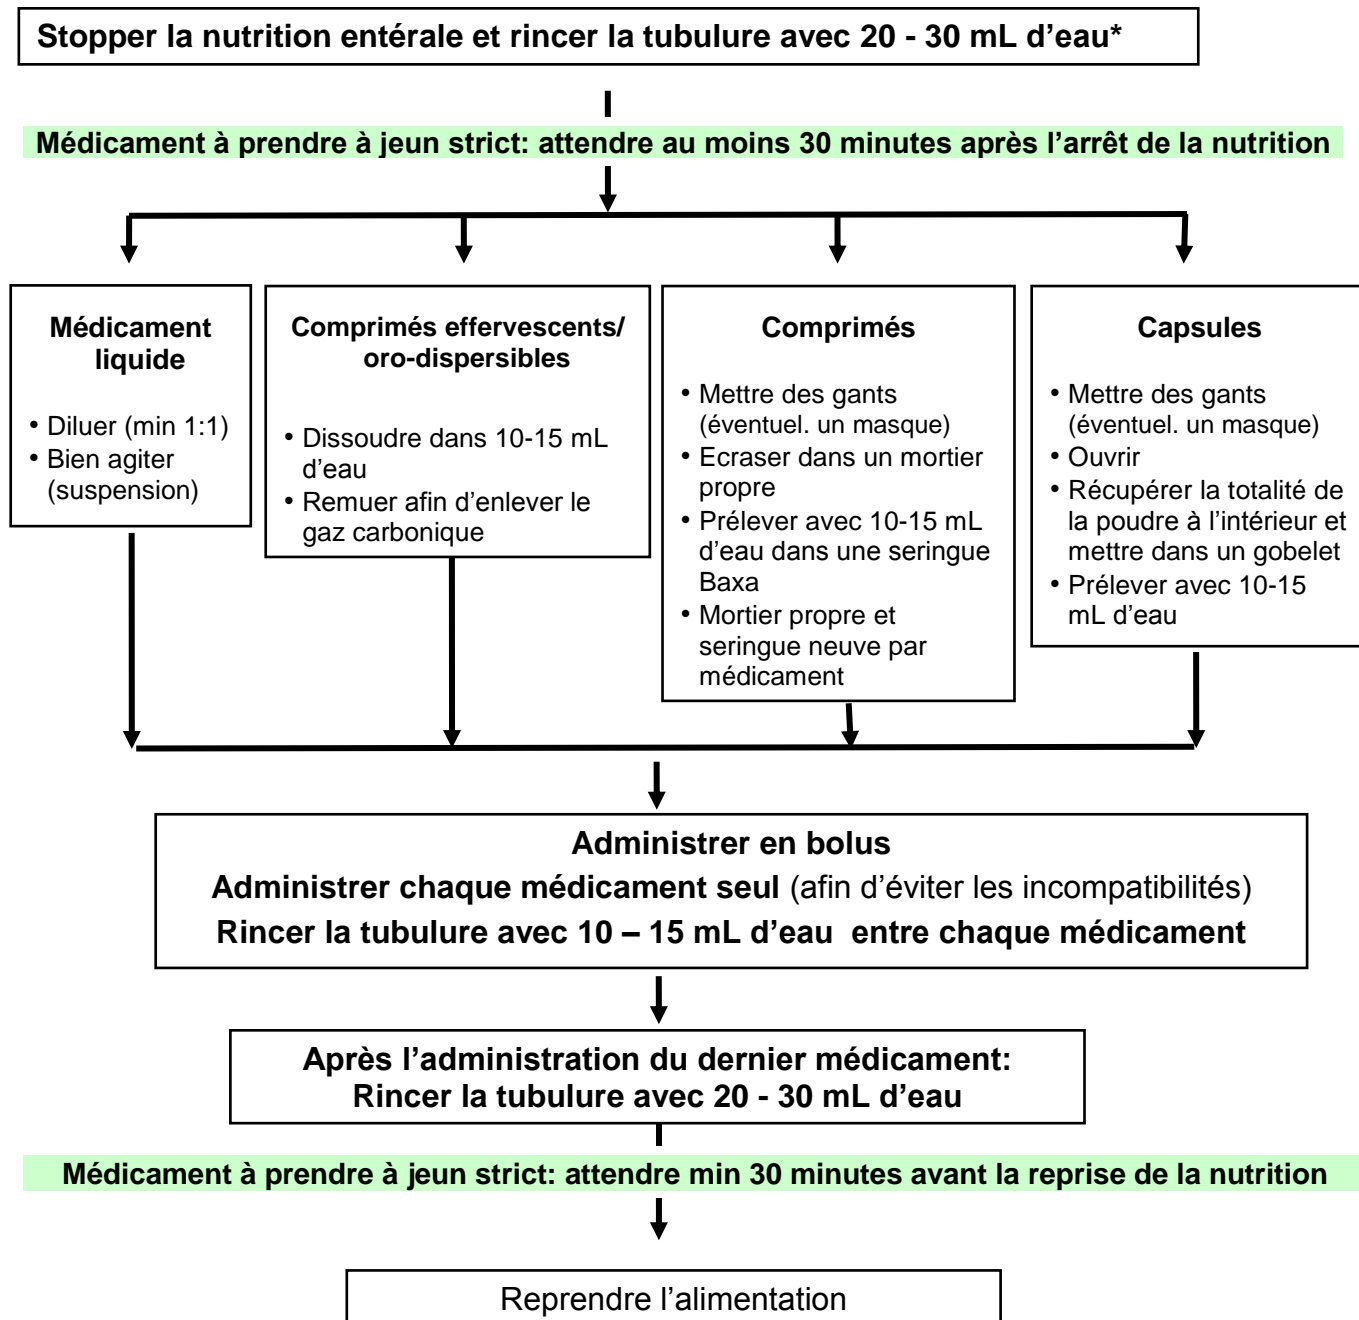 Stopper la nutrition entérale et rincer la tubulure avec 20 - 30 mL d'eau*
Médicament à prendre à jeun strict: attendre au moins 30 minutes après l'arrêt de la nutrition
Médicament
liquide
• Diluer (min 1:1)
• Bien agiter
(suspension)
Comprimés effervescents/
oro-dispersibles
• Dissoudre dans 10-15 mL
d'eau
• Remuer afin d'enlever le
gaz carbonique
Comprimés
• Mettre des gants
(éventuel. un masque)
• Ecraser dans un mortier
propre
• Prélever avec 10-15 mL
d'eau dans une seringue
Baxa
• Mortier propre et
seringue neuve par
médicament
Capsules
• Mettre des gants
(éventuel. un masque)
• Ouvrir
• Récupérer la totalité de
la poudre à l'intérieur et
mettre dans un gobelet
• Prélever avec 10-15
mL d'eau
Administrer en bolus
Administrer chaque médicament seul (afin d'éviter les incompatibilités)
Rincer la tubulure avec 10 – 15 mL d'eau  entre chaque médicament
Après l'administration du dernier médicament:
Rincer la tubulure avec 20 - 30 mL d'eau
Médicament à prendre à jeun strict: attendre min 30 minutes avant la reprise de la nutrition
Reprendre l'alimentation